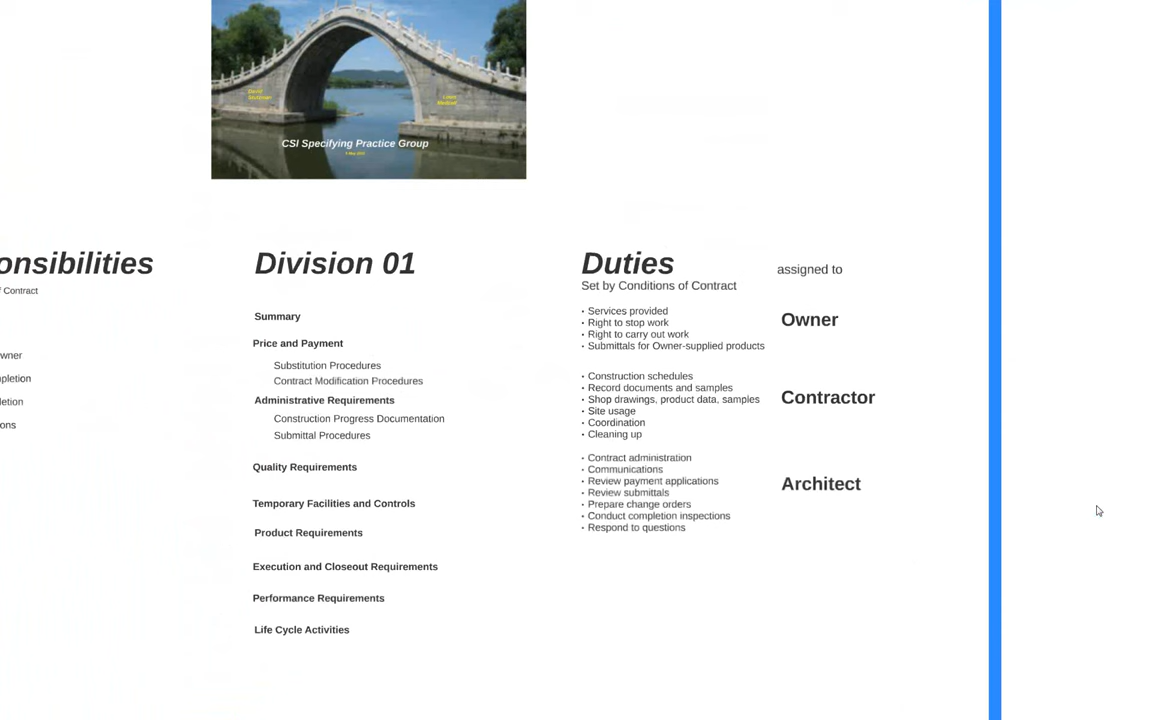 CSI Specifying Practice Group
onsibilities
f Contract
wner
mpletion
letion
ons
Division 01
Summary
Price and Payment
Substitution Procedures
Contract Modification Procedures
Administrative Requirements
Construction Progress Documentation
Submittal Procedures
Quality Requirements
Temporary Facilities and Controls
Product Requirements
Execution and Closeout Requirements
Performance Requirements
Life Cycle Activities
Duties
assigned to
Set by Conditions of Contract
• Services provided
• Right to stop work
• Right to carry out work
• Submittals for Owner-supplied products
Owner
• Construction schedules
• Record documents and samples
• Shop drawings, product data, samples
• Site usage
• Coordination
• Cleaning up
Contractor
• Contract administration
• Communications
• Review payment applications
• Review submittals
• Prepare change orders
• Conduct completion inspections
• Respond to questions
Architect